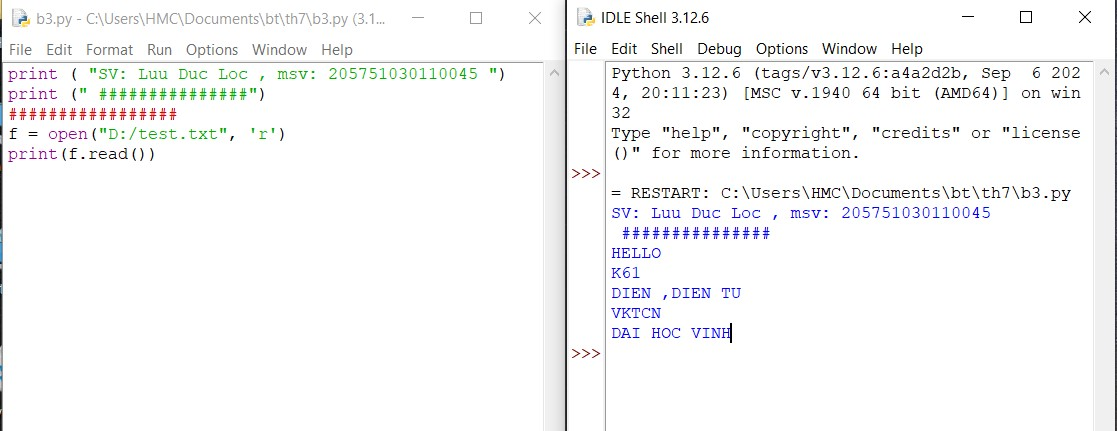 b3.py - C:\Users\HMC\Documents\bt\th7\b3.py (3.1...
File Edit Format Run Options Window Help
print ( "SV: Luu Duc Loc , msv: 205751030110045 ")
print (" ###############")
#################
f = open("D:/test.txt", 'r')
print(f.read())
IDLE Shell 3.12.6
File Edit Shell Debug Options Window Help
Python 3.12.6 (tags/v3.12.6:a4a2d2b, Sep  6 202
4, 20:11:23) [MSC v.1940 64 bit (AMD64)] on win
32
Type "help", "copyright", "credits" or "license
()" for more information.
>>>
= RESTART: C:\Users\HMC\Documents\bt\th7\b3.py
SV: Luu Duc Loc , msv: 205751030110045
 ###############
HELLO
K61
DIEN ,DIEN TU
VKTCN
DAI HOC VINH
>>>